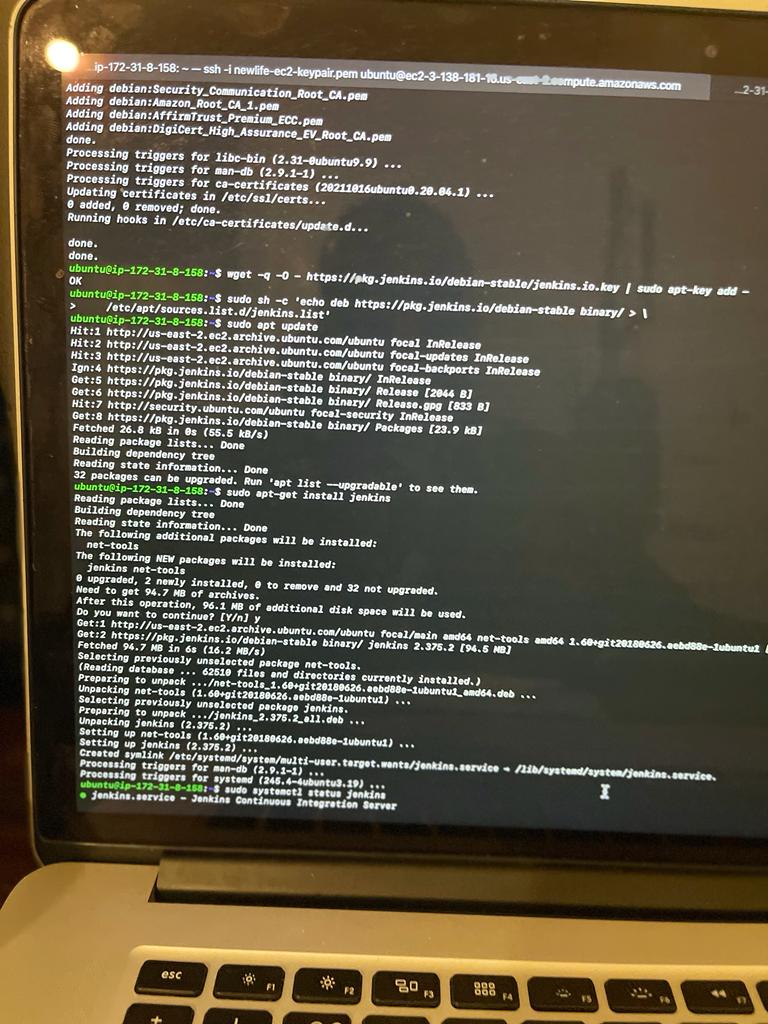 ip-172-31-8-158: ~ — ssh -i newlife-ec2-keypair.pem ubuntu@ec2-3-138-181-16.us-east-2.compute.amazonaws.com
...2-31-
Adding debian:Security_Communication_Root_CA.pem
Adding debian:Amazon_Root_CA_1.pem
Adding debian:AffirmTrust_Premium_ECC.pem
Adding debian:DigiCert_High_Assurance_EV_Root_CA.pem
done.
Processing triggers for libc-bin (2.31-0ubuntu9.9) ...
Processing triggers for man-db (2.9.1-1) ...
Processing triggers for ca-certificates (20211016ubuntu0.20.04.1) ...
Updating certificates in /etc/ssl/certs...
0 added, 0 removed; done.
Running hooks in /etc/ca-certificates/update.d...
done.
done.
ubuntu@ip-172-31-8-158:~$ wget -q -O - https://pkg.jenkins.io/debian-stable/jenkins.io.key | sudo apt-key add -
OK
ubuntu@ip-172-31-8-158:~$ sudo sh -c 'echo deb https://pkg.jenkins.io/debian-stable binary/ > \
> /etc/apt/sources.list.d/jenkins.list'
ubuntu@ip-172-31-8-158:~$ sudo apt update
Hit:1 http://us-east-2.ec2.archive.ubuntu.com/ubuntu focal InRelease
Hit:2 http://us-east-2.ec2.archive.ubuntu.com/ubuntu focal-updates InRelease
Hit:3 http://us-east-2.ec2.archive.ubuntu.com/ubuntu focal-backports InRelease
Ign:4 https://pkg.jenkins.io/debian-stable binary/ InRelease
Get:5 https://pkg.jenkins.io/debian-stable binary/ Release [2044 B]
Get:6 https://pkg.jenkins.io/debian-stable binary/ Release.gpg [833 B]
Hit:7 http://security.ubuntu.com/ubuntu focal-security InRelease
Get:8 https://pkg.jenkins.io/debian-stable binary/ Packages [23.9 kB]
Fetched 26.8 kB in 0s (55.5 kB/s)
Reading package lists... Done
Building dependency tree
Reading state information... Done
32 packages can be upgraded. Run 'apt list --upgradable' to see them.
ubuntu@ip-172-31-8-158:~$ sudo apt-get install jenkins
Reading package lists... Done
Building dependency tree
Reading state information... Done
The following additional packages will be installed:
net-tools
The following NEW packages will be installed:
jenkins net-tools
0 upgraded, 2 newly installed, 0 to remove and 32 not upgraded.
Need to get 94.7 MB of archives.
After this operation, 96.1 MB of additional disk space will be used.
Do you want to continue? [Y/n] y
Get:1 http://us-east-2.ec2.archive.ubuntu.com/ubuntu focal/main amd64 net-tools amd64 1.60+git20180626.aebd88e-1ubuntu1 [
Get:2 https://pkg.jenkins.io/debian-stable binary/ jenkins 2.375.2 [94.5 MB]
Fetched 94.7 MB in 6s (16.2 MB/s)
Selecting previously unselected package net-tools.
(Reading database ... 62510 files and directories currently installed.)
Preparing to unpack .../net-tools_1.60+git20180626.aebd88e-1ubuntu1_amd64.deb ...
Unpacking net-tools (1.60+git20180626.aebd88e-1ubuntu1) ...
Selecting previously unselected package jenkins.
Preparing to unpack .../jenkins_2.375.2_all.deb ...
Unpacking jenkins (2.375.2) ...
Setting up net-tools (1.60+git20180626.aebd88e-1ubuntu1) ...
Setting up jenkins (2.375.2) ...
Created symlink /etc/systemd/system/multi-user.target.wants/jenkins.service → /lib/systemd/system/jenkins.service.
Processing triggers for man-db (2.9.1-1) ...
Processing triggers for systemd (245.4-4ubuntu3.19) ...
ubuntu@ip-172-31-8-158:~$ sudo systemctl status jenkins
● jenkins.service - Jenkins Continuous Integration Server
esc
F1
F2
F3
F4
F5
F6
F7